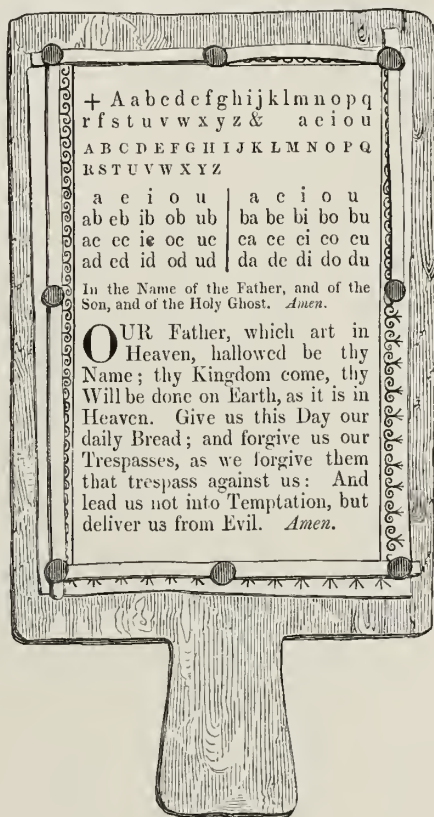 + A a b c d e f g h i j k l m n o p q
r f s t u v w x y z & a e i o u
A B C D E F G H I J K L M N O P Q
R S T U V W X Y Z
a e i o u | a e i o u
ab eb ib ob ub | ba be bi bo bu
ac ec ic oc uc | ca ce ci co cu
ad ed id od ud | da de di do du
In the Name of the Father, and of the
Son, and of the Holy Ghost. Amen.
OUR Father, which art in
Heaven, hallowed be thy
Name; thy Kingdom come, thy
Will be done on Earth, as it is in
Heaven. Give us this Day our
daily Bread; and forgive us our
Trespasses, as we forgive them
that trespass against us: And
lead us not into Temptation, but
deliver us from Evil. Amen.